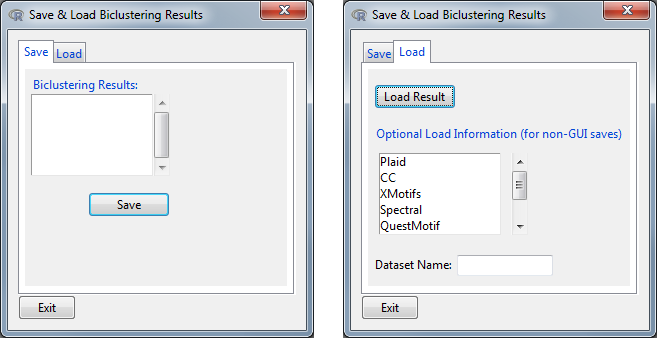 Save & Load Biclustering Results
Save Load
Biclustering Results:
Save
Exit
Save & Load Biclustering Results
Save Load
Load Result
Optional Load Information (for non-GUI saves)
Plaid
CC
XMotifs
Spectral
QuestMotif
Dataset Name:
Exit